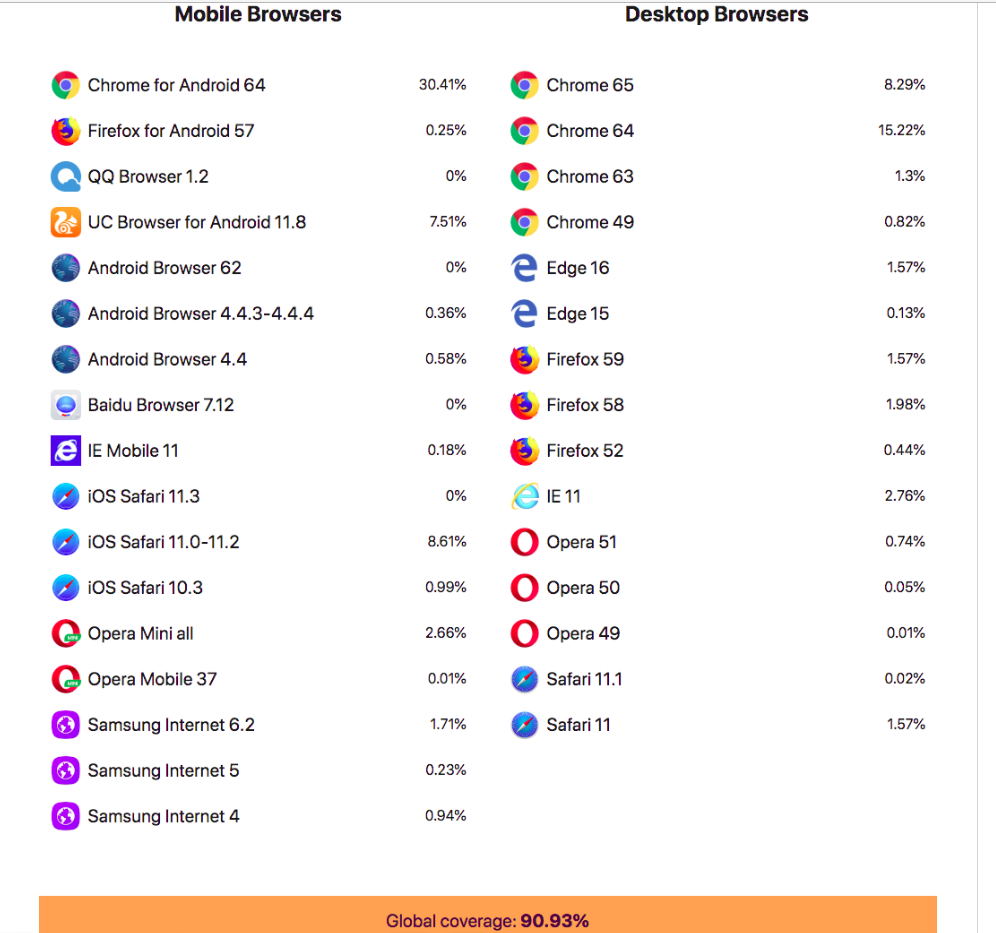 Mobile Browsers
Chrome for Android 64 30.41%
Firefox for Android 57 0.25%
QQ Browser 1.2 0%
UC Browser for Android 11.8 7.51%
Android Browser 62 0%
Android Browser 4.4.3-4.4.4 0.36%
Android Browser 4.4 0.58%
Baidu Browser 7.12 0%
IE Mobile 11 0.18%
iOS Safari 11.3 0%
iOS Safari 11.0-11.2 8.61%
iOS Safari 10.3 0.99%
Opera Mini all 2.66%
Opera Mobile 37 0.01%
Samsung Internet 6.2 1.71%
Samsung Internet 5 0.23%
Samsung Internet 4 0.94%
Desktop Browsers
Chrome 65 8.29%
Chrome 64 15.22%
Chrome 63 1.3%
Chrome 49 0.82%
Edge 16 1.57%
Edge 15 0.13%
Firefox 59 1.57%
Firefox 58 1.98%
Firefox 52 0.44%
IE 11 2.76%
Opera 51 0.74%
Opera 50 0.05%
Opera 49 0.01%
Safari 11.1 0.02%
Safari 11 1.57%
Global coverage: 90.93%